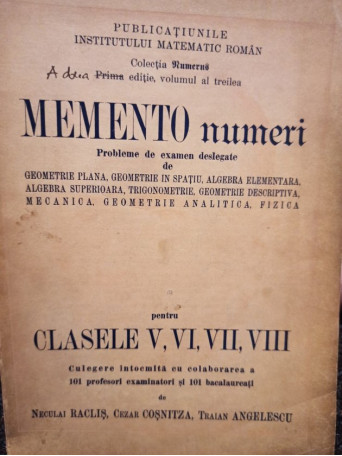 PUBLICAȚIUNILE
INSTITUTULUI MATEMATIC ROMÂN
Colecția Numerus
A doua Prima ediție, volumul al treilea
MEMENTO numeri
Probleme de examen deslegate
de
GEOMETRIE PLANA, GEOMETRIE IN SPAȚIU, ALGEBRA ELEMENTARA,
ALGEBRA SUPERIOARA, TRIGONOMETRIE, GEOMETRIE DESCRIPTIVA,
MECANICA, GEOMETRIE ANALITICA, FIZICA
pentru
CLASELE V, VI, VII, VIII
Culegere întocmită cu colaborarea a
101 profesori examinatori și 101 bacalaureați
de
NECULAI RACLIȘ, CEZAR COȘNITZA, TRAIAN ANGELESCU